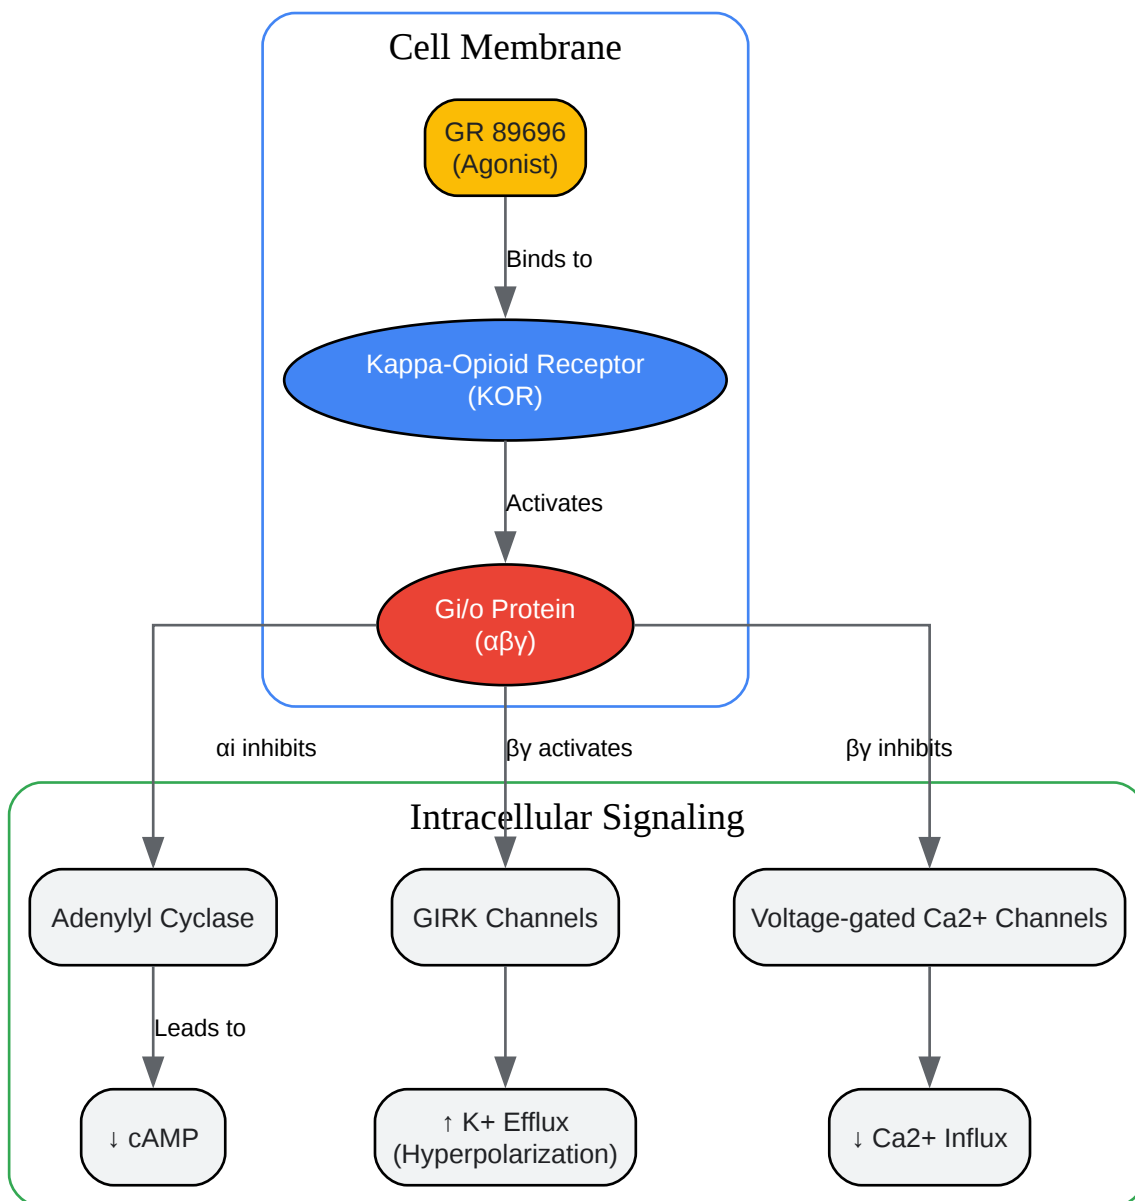 Cell Membrane
GR 89696
(Agonist)
Binds to
Kappa-Opioid Receptor
(KOR)
Activates
Gi/o Protein
(αβγ)
αi inhibits
βγ activates
βγ inhibits
Intracellular Signaling
Adenylyl Cyclase
GIRK Channels
Voltage-gated Ca2+ Channels
Leads to
↓ cAMP
↑ K+ Efflux
(Hyperpolarization)
↓ Ca2+ Influx